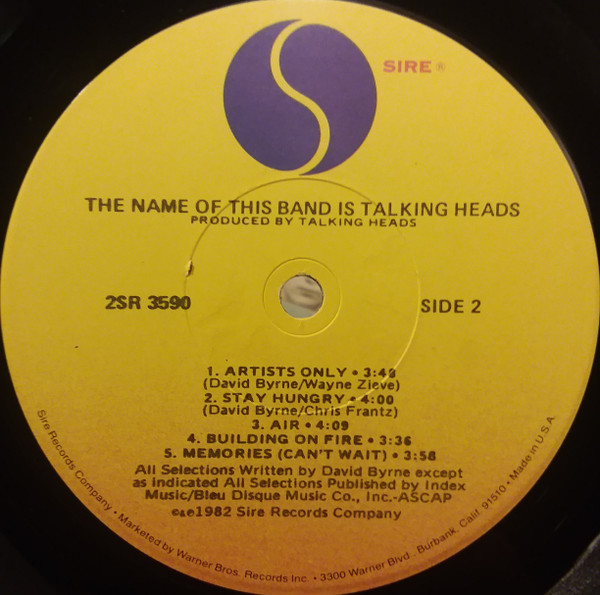 SIRE ®
THE NAME OF THIS BAND IS TALKING HEADS
PRODUCED BY TALKING HEADS
2SR 3590
SIDE 2
1. ARTISTS ONLY • 3:48
(David Byrne/Wayne Zieve)
2. STAY HUNGRY • 4:00
(David Byrne/Chris Frantz)
3. AIR • 4:09
4. BUILDING ON FIRE • 3:36
5. MEMORIES (CAN'T WAIT) • 3:58
All Selections Written by David Byrne except
as Indicated All Selections Published by Index
Music/Bleu Disque Music Co., Inc.-ASCAP
©&℗1982 Sire Records Company
Sire Records Company • Marketed by Warner Bros. Records Inc. • 3300 Warner Blvd., Burbank, Calif. 91510 • Made in U.S.A.